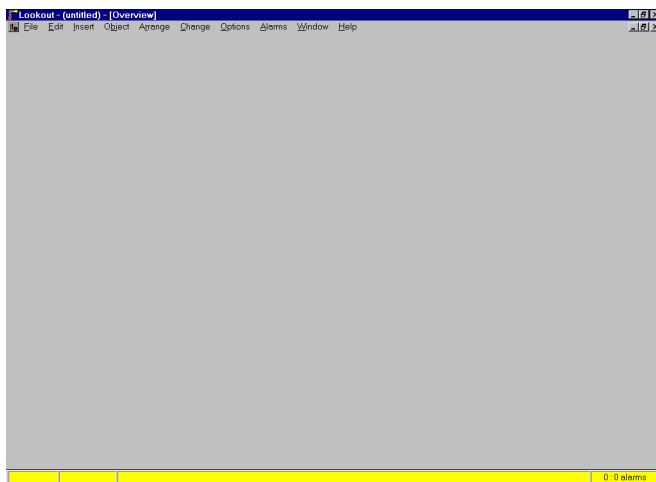 Lookout - (untitled) - [Overview]
File Edit Insert Object Arrange Change Options Alarms Window Help
0 : 0 alarms